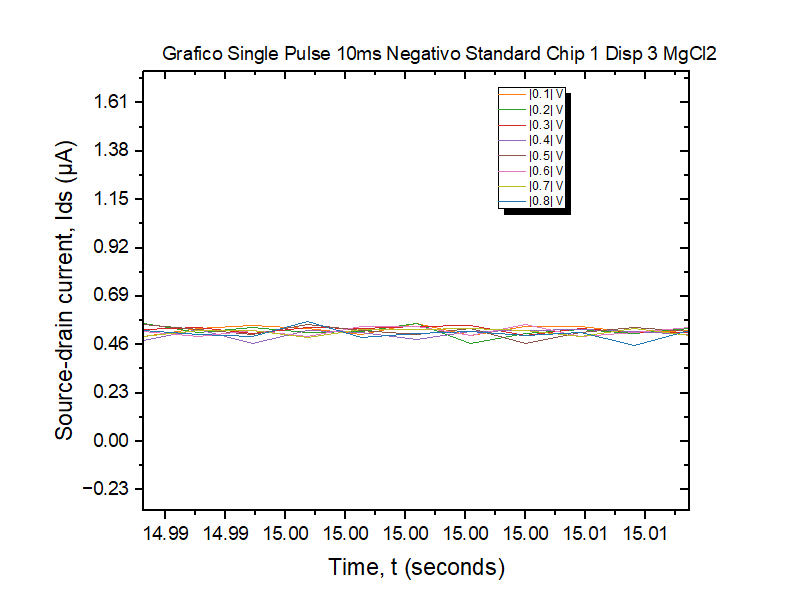 Grafico Single Pulse 10ms Negativo Standard Chip 1 Disp 3 MgCl2
|0.1| V
|0.2| V
|0.3| V
|0.4| V
|0.5| V
|0.6| V
|0.7| V
|0.8| V
1.61
1.38
1.15
0.92
0.69
0.46
0.23
0.00
−0.23
Source-drain current, Ids (μA)
14.99 14.99 15.00 15.00 15.00 15.00 15.00 15.01 15.01
Time, t (seconds)